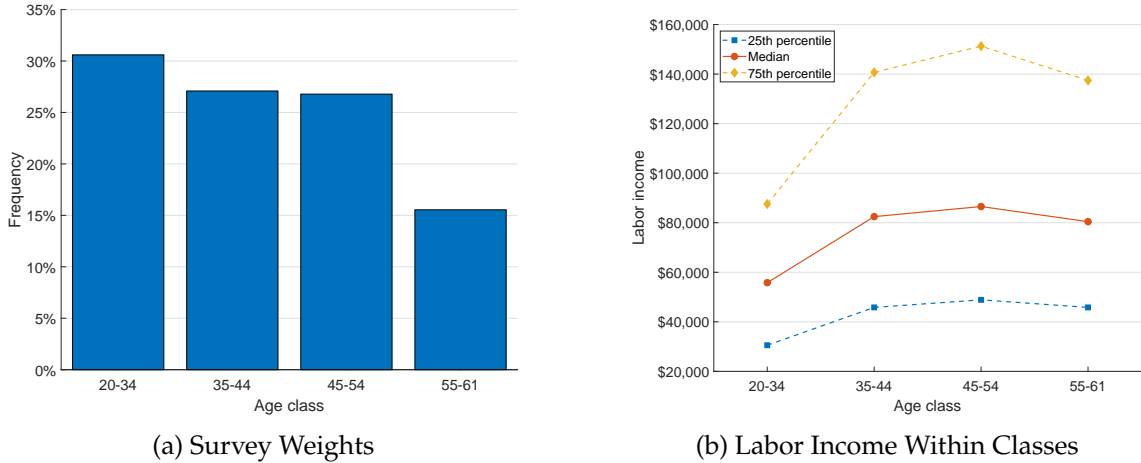 35%
30%
25%
20%
15%
10%
5%
0%
Frequency
20-34 35-44 45-54 55-61
Age class
(a) Survey Weights
$160,000
$140,000
$120,000
$100,000
$80,000
$60,000
$40,000
$20,000
Labor income
25th percentile
Median
75th percentile
20-34 35-44 45-54 55-61
Age class
(b) Labor Income Within Classes